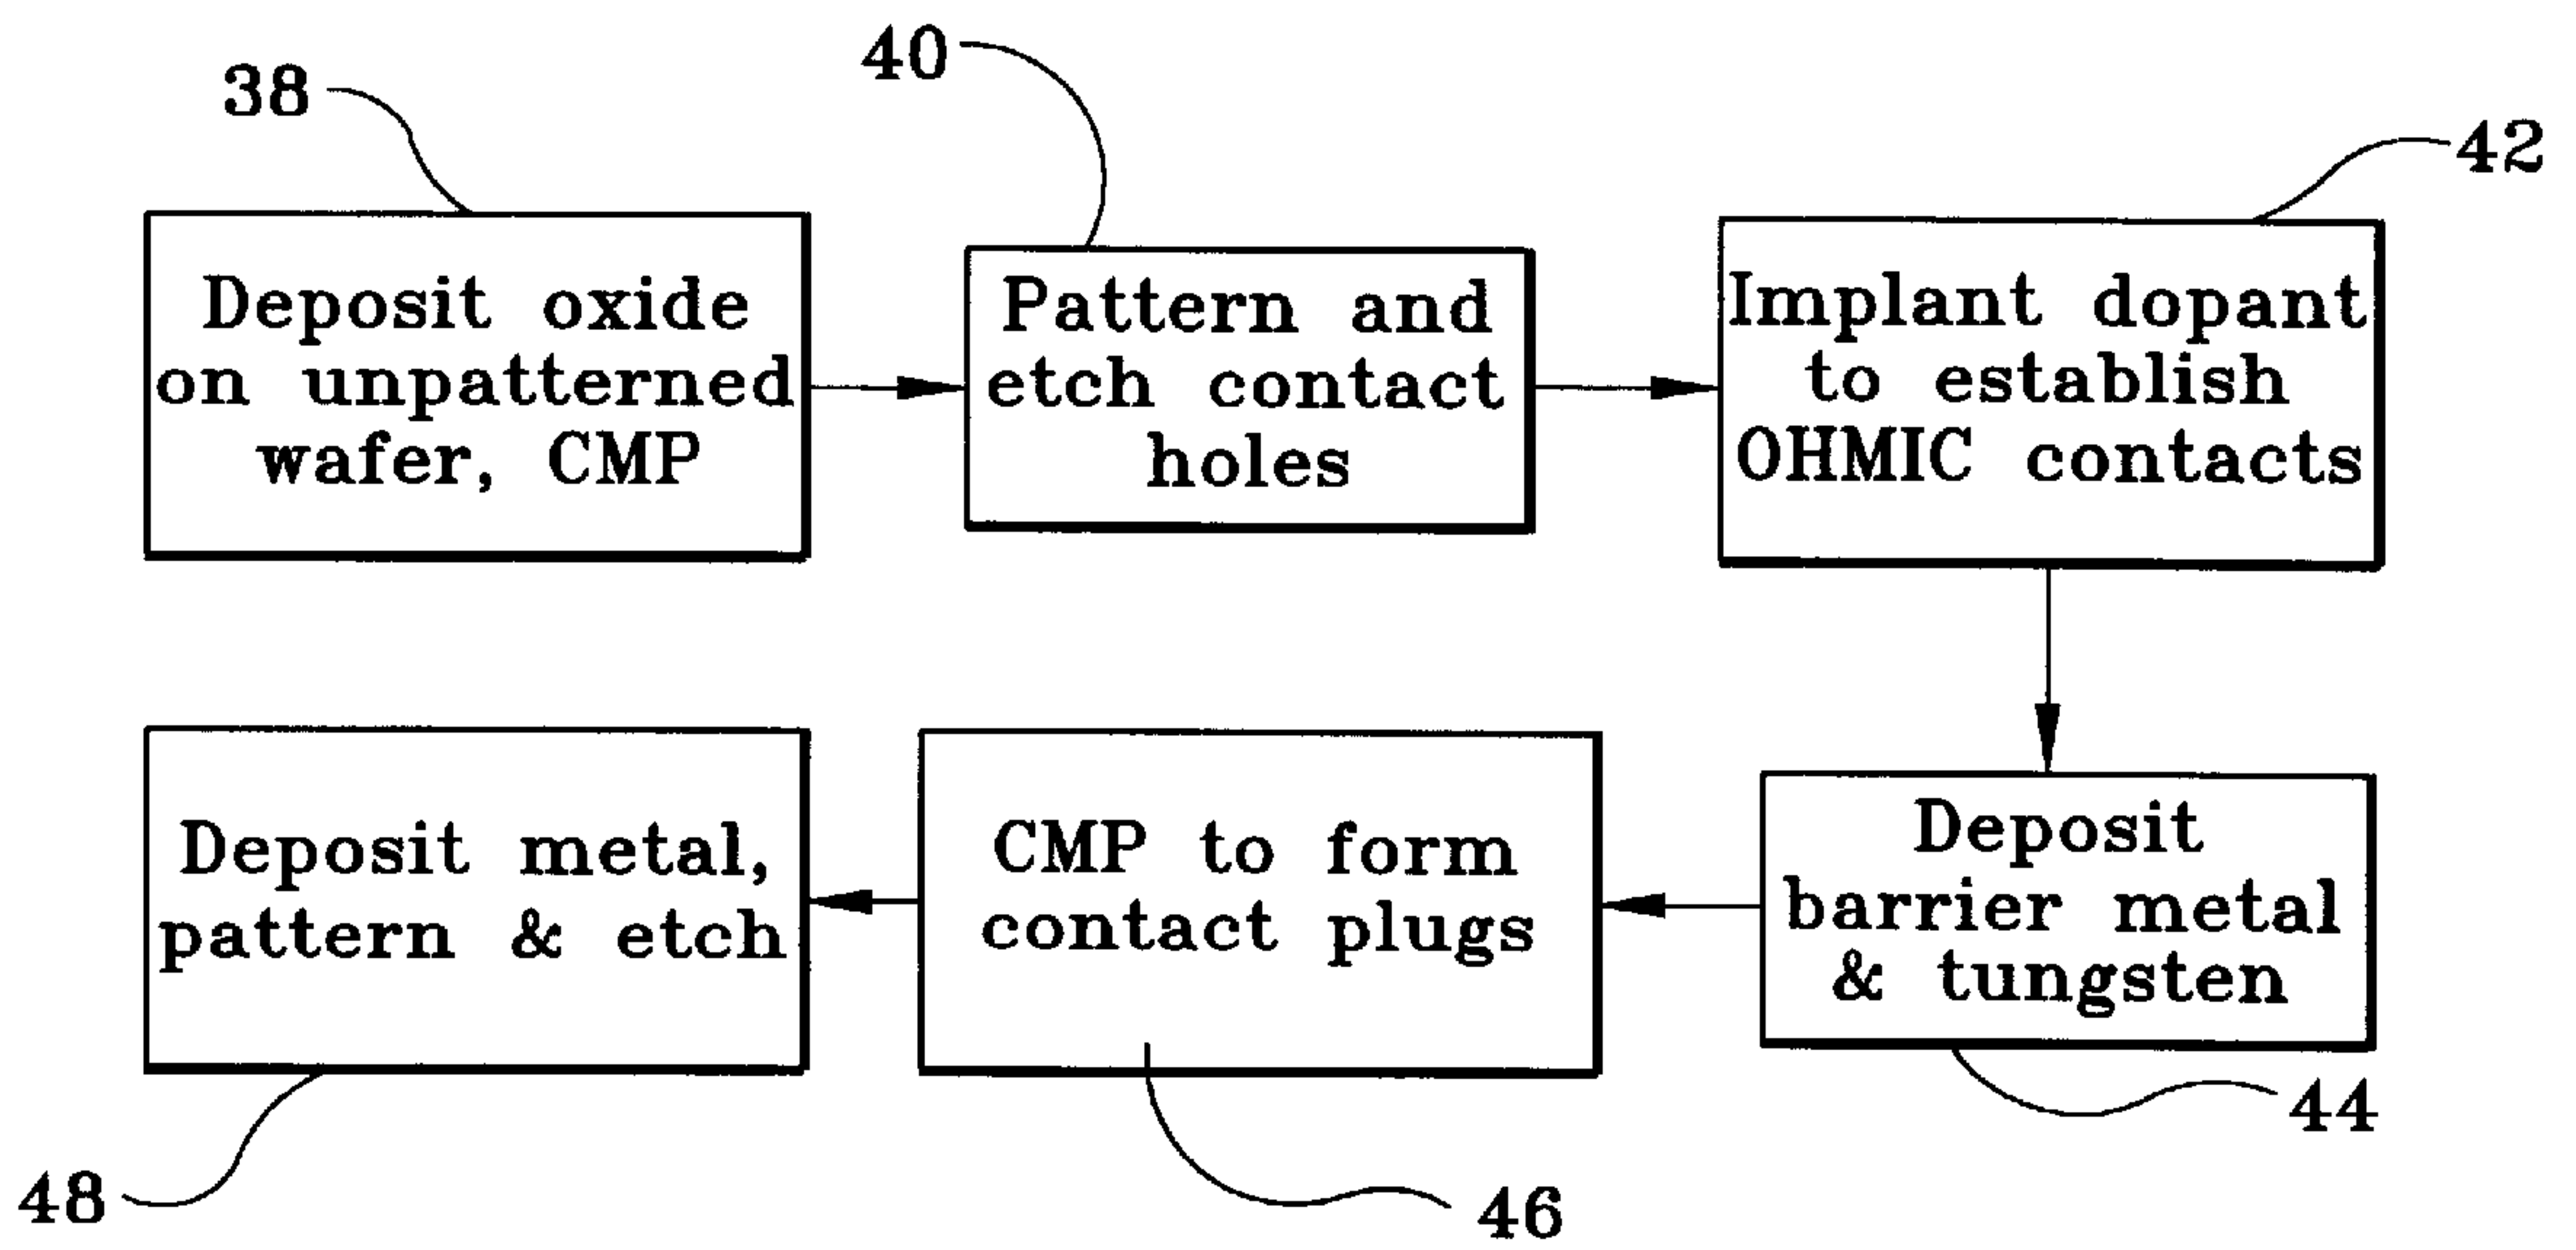 38
Deposit oxide
on unpatterned
wafer, CMP
40
Pattern and
etch contact
holes
42
Implant dopant
to establish
OHMIC contacts
Deposit
barrier metal
& tungsten
44
CMP to form
contact plugs
46
Deposit metal,
pattern & etch
48